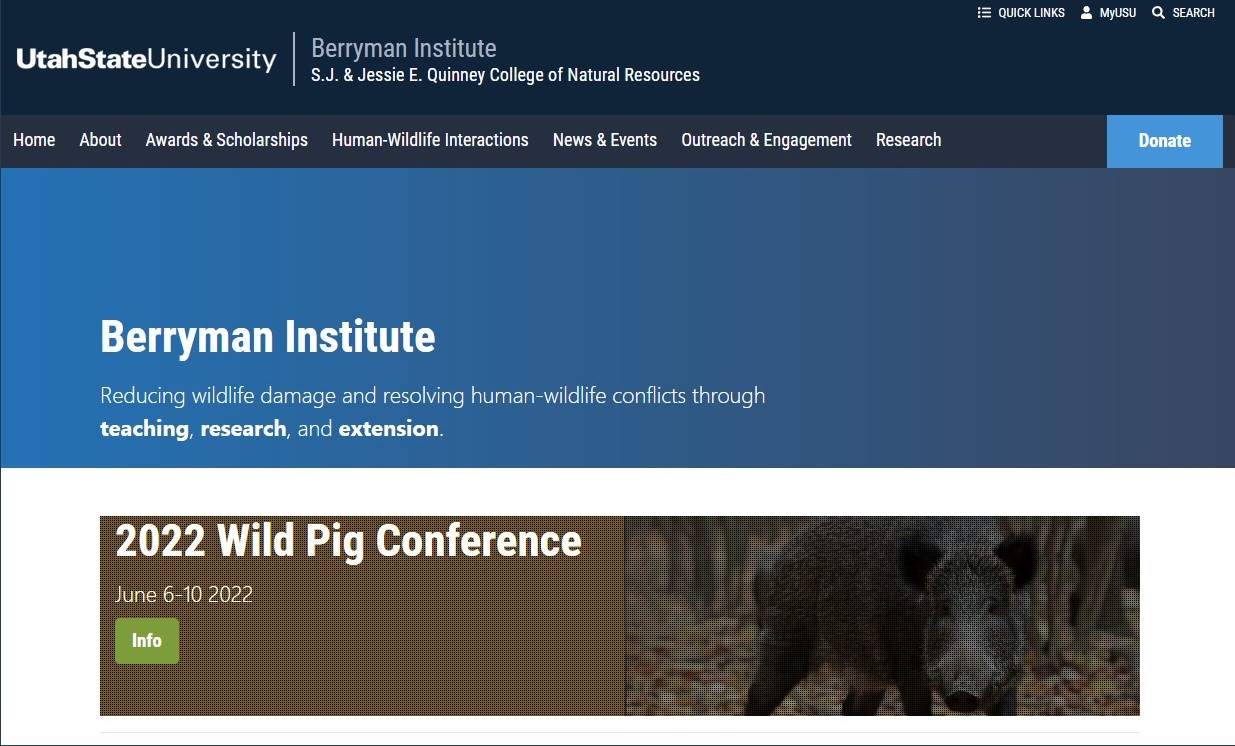 QUICK LINKS MyUSU SEARCH
UtahStateUniversity
Berryman Institute
S.J. & Jessie E. Quinney College of Natural Resources
Home About Awards & Scholarships Human-Wildlife Interactions News & Events Outreach & Engagement Research Donate
Berryman Institute
Reducing wildlife damage and resolving human-wildlife conflicts through
teaching, research, and extension.
2022 Wild Pig Conference
June 6-10 2022
Info